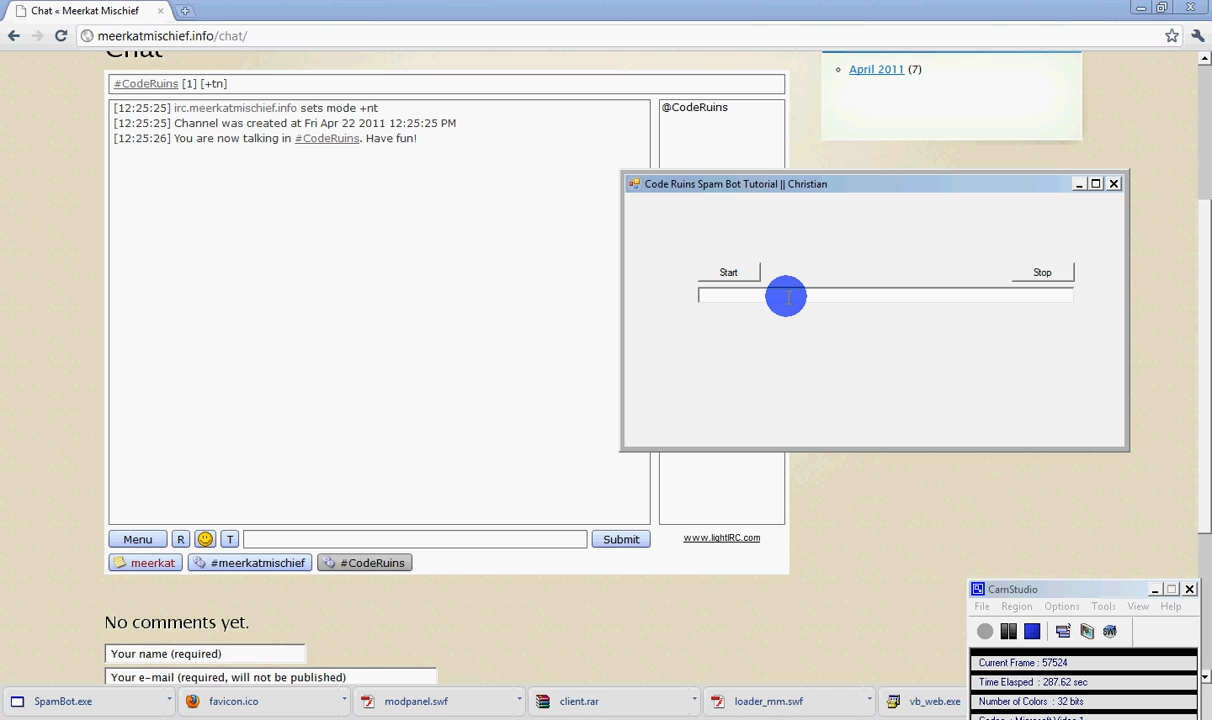 Chat « Meerkat Mischief
meerkatmischief.info/chat/
Chat
#CodeRuins [1] [+tn]
[12:25:25] irc.meerkatmischief.info sets mode +nt
[12:25:25] Channel was created at Fri Apr 22 2011 12:25:25 PM
[12:25:26] You are now talking in #CodeRuins. Have fun!
@CodeRuins
April 2011 (7)
Code Ruins Spam Bot Tutorial || Christian
Start
Stop
Menu
R
T
Submit
www.lightIRC.com
meerkat
#meerkatmischief
#CodeRuins
No comments yet.
Your name (required)
Your e-mail (required, will not be published)
CamStudio
File Region Options Tools View Help
Current Frame : 57524
Time Elasped : 287.62 sec
Number of Colors : 32 bits
Codec : Microsoft Video 1
SpamBot.exe
favicon.ico
modpanel.swf
client.rar
loader_mm.swf
vb_web.exe